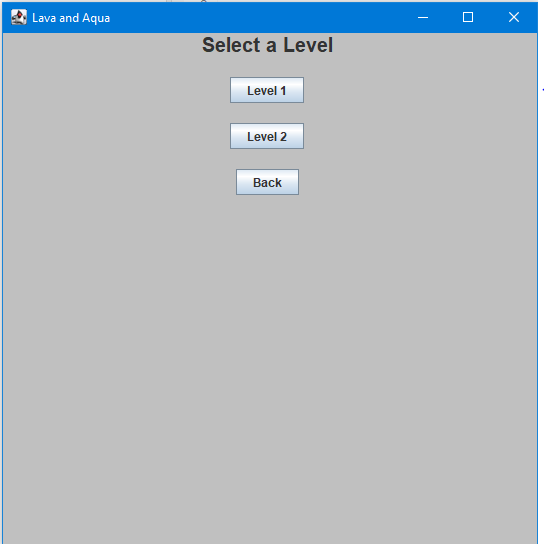 Lava and Aqua
Select a Level
Level 1
Level 2
Back